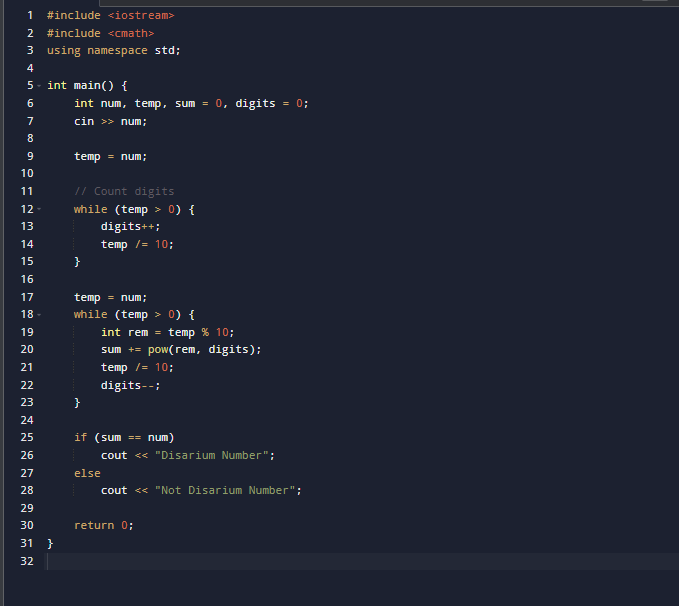 1 #include <iostream>
2 #include <cmath>
3 using namespace std;
4
5 int main() {
6     int num, temp, sum = 0, digits = 0;
7     cin >> num;
8
9     temp = num;
10
11     // Count digits
12     while (temp > 0) {
13         digits++;
14         temp /= 10;
15     }
16
17     temp = num;
18     while (temp > 0) {
19         int rem = temp % 10;
20         sum += pow(rem, digits);
21         temp /= 10;
22         digits--;
23     }
24
25     if (sum == num)
26         cout << "Disarium Number";
27     else
28         cout << "Not Disarium Number";
29
30     return 0;
31 }
32